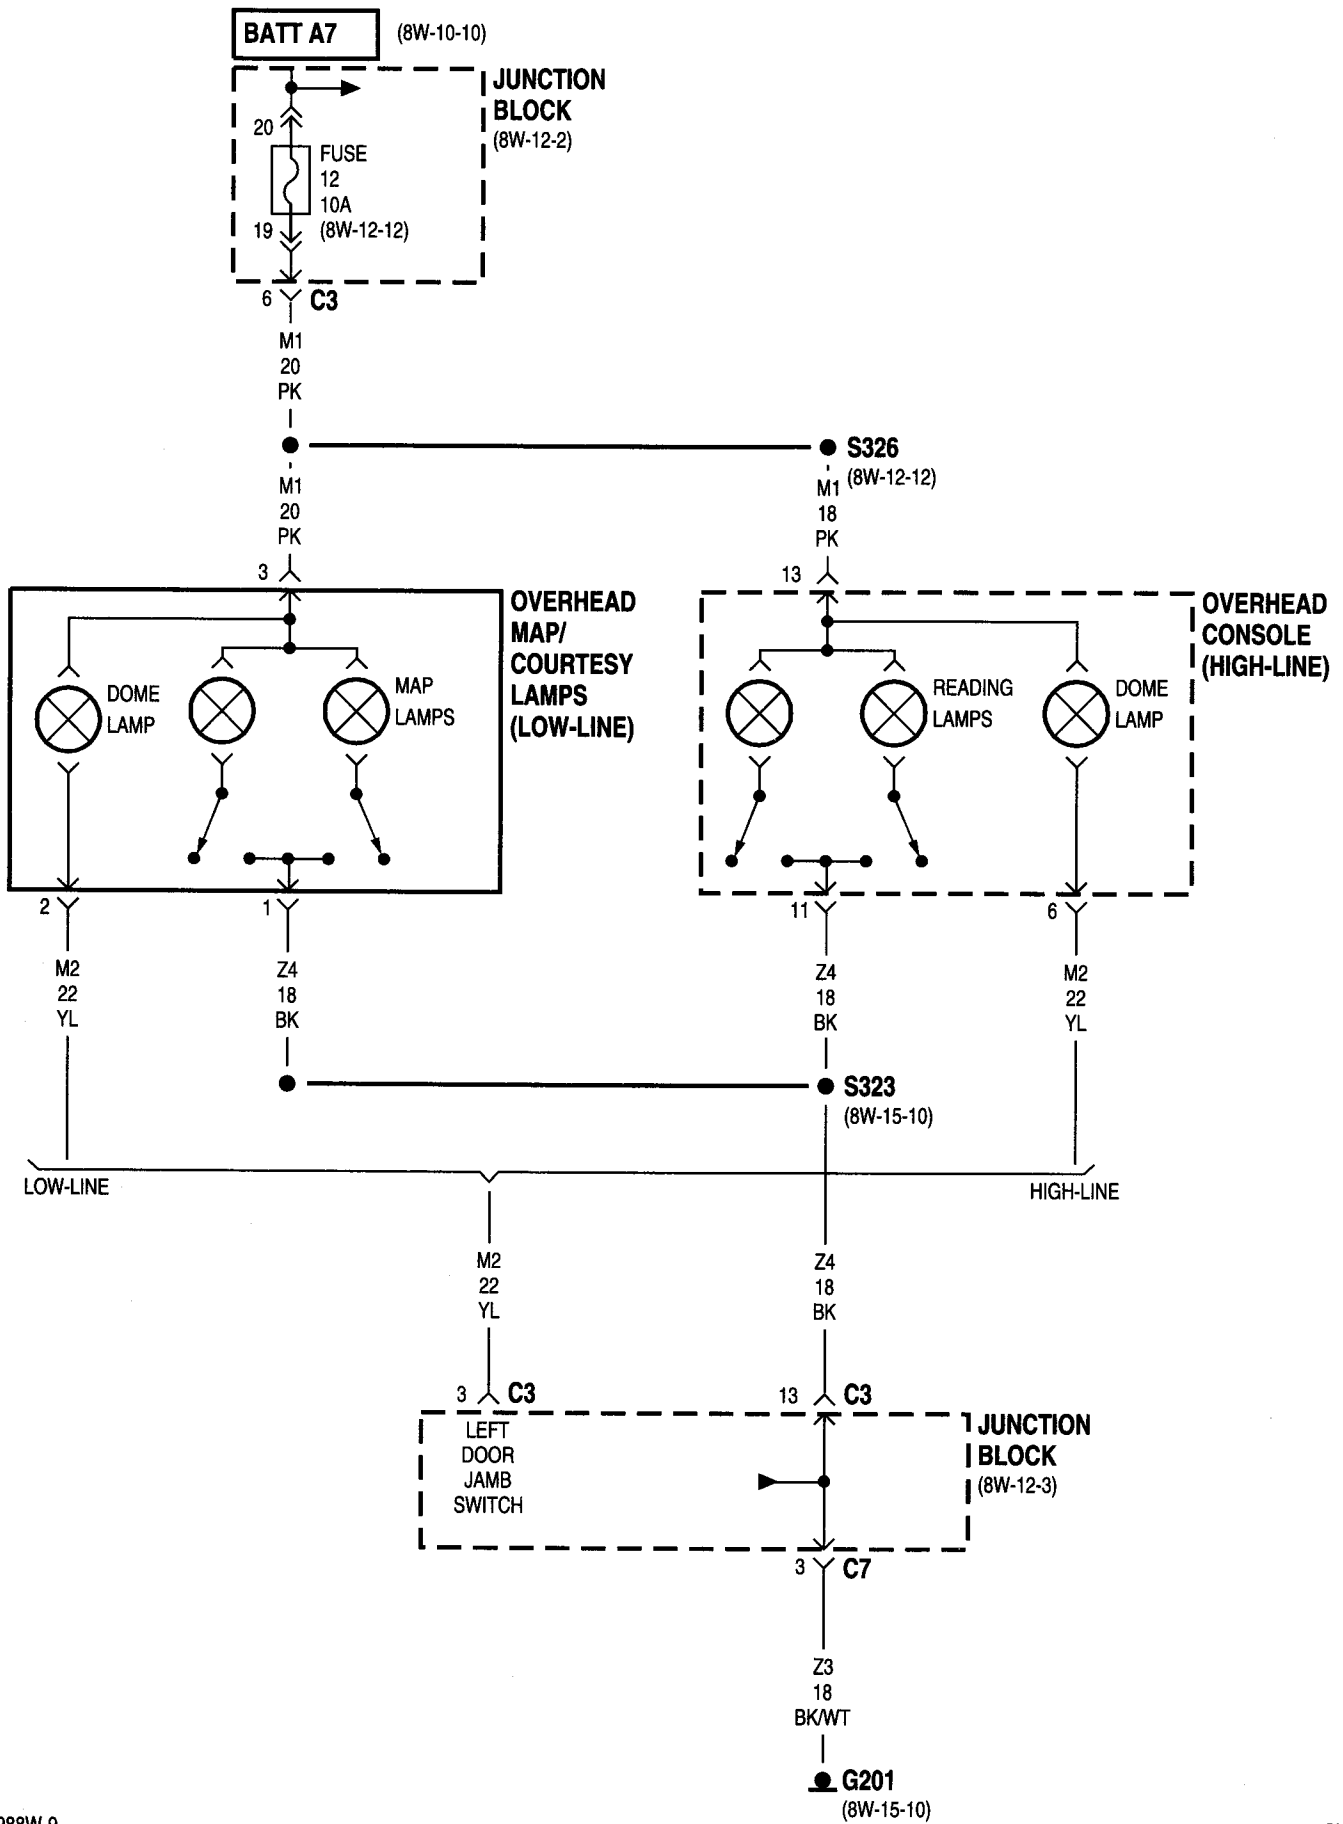 BATT A7
(8W-10-10)
JUNCTION
BLOCK
(8W-12-2)
20
FUSE
12
10A
(8W-12-12)
19
6
C3
M1
20
PK
S326
(8W-12-12)
M1
20
PK
M1
18
PK
3
13
OVERHEAD
MAP/
COURTESY
LAMPS
(LOW-LINE)
OVERHEAD
CONSOLE
(HIGH-LINE)
DOME
LAMP
MAP
LAMPS
READING
LAMPS
DOME
LAMP
2
1
11
6
M2
22
YL
Z4
18
BK
Z4
18
BK
M2
22
YL
S323
(8W-15-10)
LOW-LINE
HIGH-LINE
M2
22
YL
Z4
18
BK
3
C3
13
C3
LEFT
DOOR
JAMB
SWITCH
JUNCTION
BLOCK
(8W-12-3)
3
C7
Z3
18
BK/WT
G201
(8W-15-10)